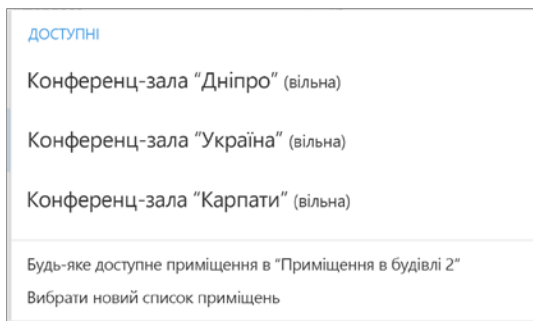 ДОСТУПНІ
Конференц-зала “Дніпро” (вільна)
Конференц-зала “Україна” (вільна)
Конференц-зала “Карпати” (вільна)
Будь-яке доступне приміщення в “Приміщення в будівлі 2”
Вибрати новий список приміщень